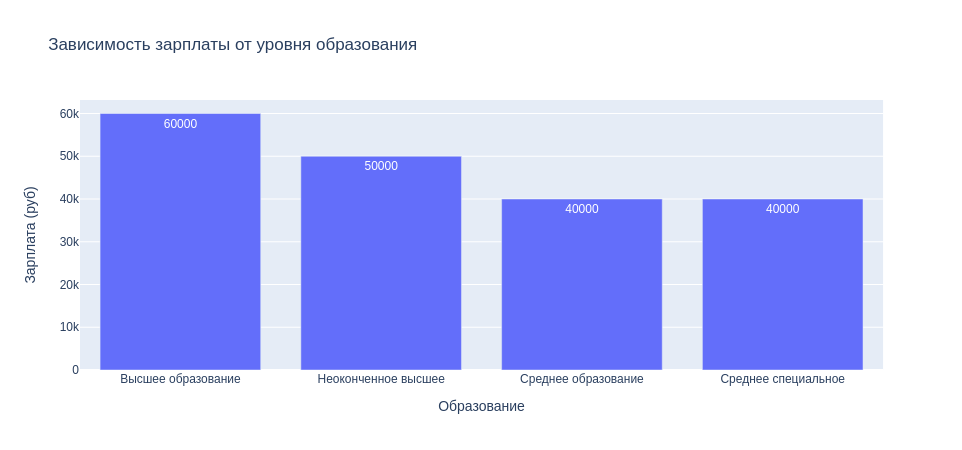 Зависимость зарплаты от уровня образования
Зарплата (руб)
60k
50k
40k
30k
20k
10k
0
60000
50000
40000
40000
Высшее образование
Неоконченное высшее
Среднее образование
Среднее специальное
Образование